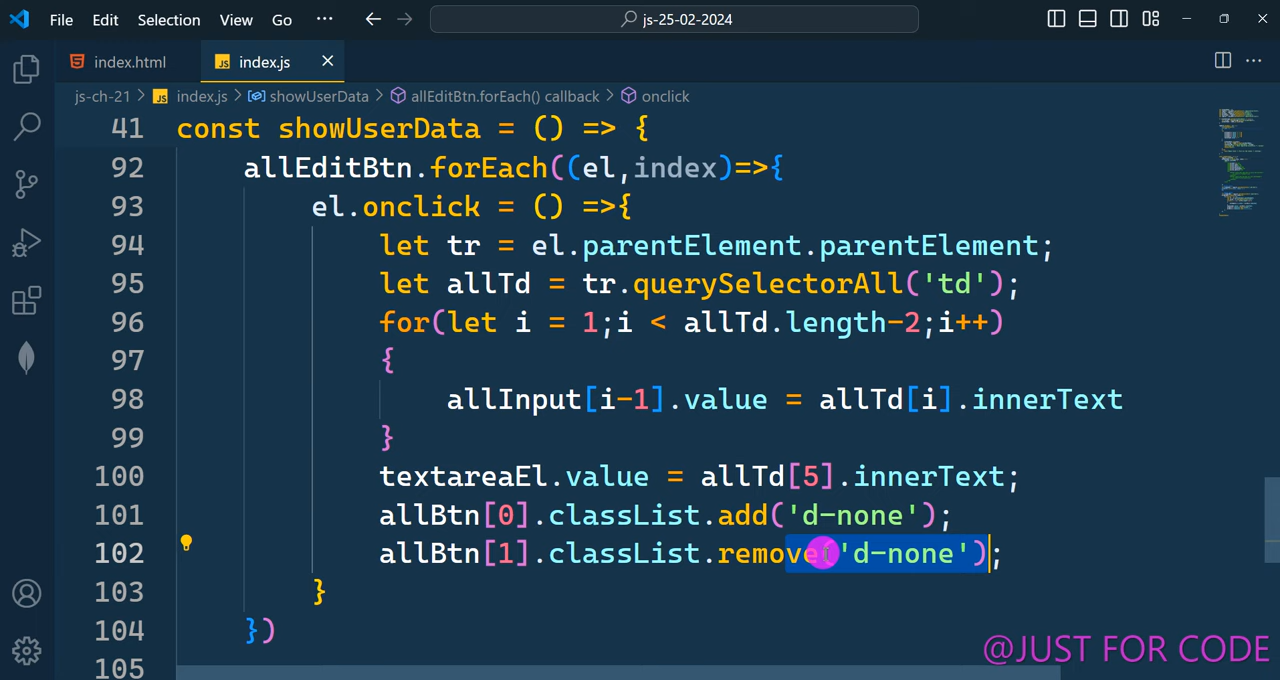 File Edit Selection View Go ··· js-25-02-2024
index.html index.js
js-ch-21 > index.js > showUserData > allEditBtn.forEach() callback > onclick
41 const showUserData = () => {
92 allEditBtn.forEach((el,index)=>{
93 el.onclick = () =>{
94 let tr = el.parentElement.parentElement;
95 let allTd = tr.querySelectorAll('td');
96 for(let i = 1;i < allTd.length-2;i++)
97 {
98 allInput[i-1].value = allTd[i].innerText
99 }
100 textareaEl.value = allTd[5].innerText;
101 allBtn[0].classList.add('d-none');
102 allBtn[1].classList.remove('d-none');
103 }
104 })
105
@JUST FOR CODE